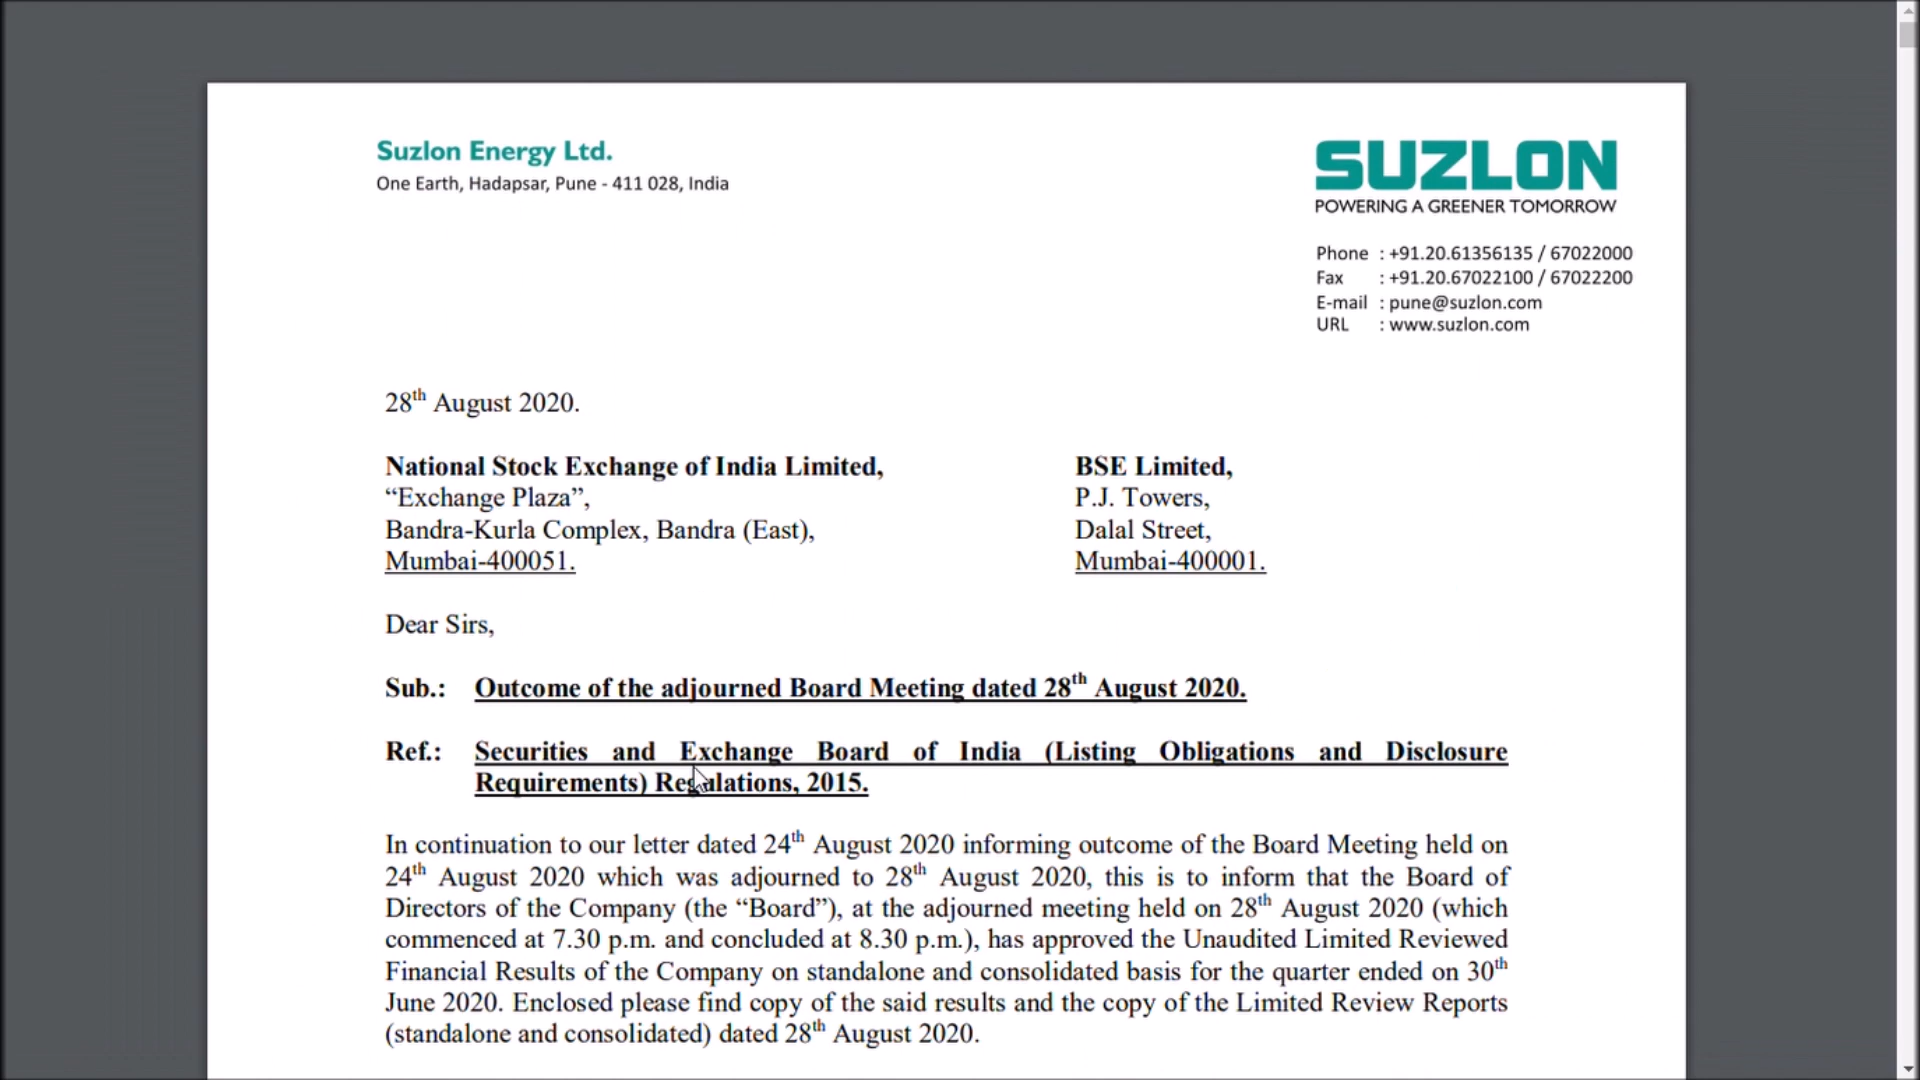 Suzlon Energy Ltd.
One Earth, Hadapsar, Pune - 411 028, India
SUZLON
POWERING A GREENER TOMORROW
Phone : +91.20.61356135 / 67022000
Fax : +91.20.67022100 / 67022200
E-mail : pune@suzlon.com
URL : www.suzlon.com
28th August 2020.
National Stock Exchange of India Limited,
“Exchange Plaza”,
Bandra-Kurla Complex, Bandra (East),
Mumbai-400051.
BSE Limited,
P.J. Towers,
Dalal Street,
Mumbai-400001.
Dear Sirs,
Sub.: Outcome of the adjourned Board Meeting dated 28th August 2020.
Ref.: Securities and Exchange Board of India (Listing Obligations and Disclosure
Requirements) Regulations, 2015.
In continuation to our letter dated 24th August 2020 informing outcome of the Board Meeting held on
24th August 2020 which was adjourned to 28th August 2020, this is to inform that the Board of
Directors of the Company (the “Board”), at the adjourned meeting held on 28th August 2020 (which
commenced at 7.30 p.m. and concluded at 8.30 p.m.), has approved the Unaudited Limited Reviewed
Financial Results of the Company on standalone and consolidated basis for the quarter ended on 30th
June 2020. Enclosed please find copy of the said results and the copy of the Limited Review Reports
(standalone and consolidated) dated 28th August 2020.